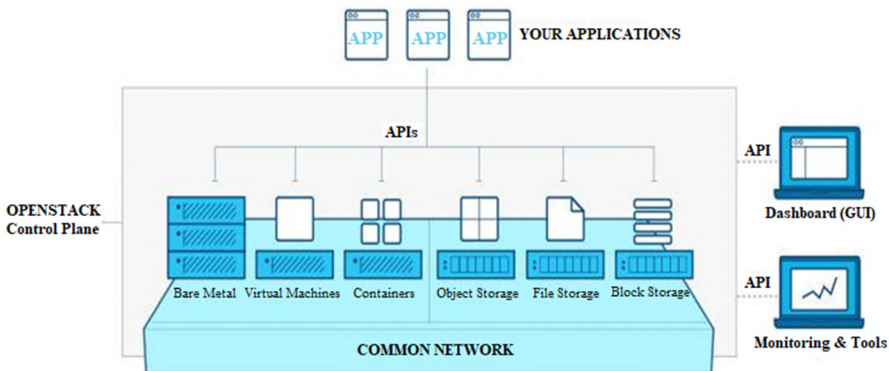 APP APP APP YOUR APPLICATIONS
APIs
API
OPENSTACK
Control Plane
Dashboard (GUI)
API
Bare Metal Virtual Machines Containers Object Storage File Storage Block Storage
Monitoring & Tools
COMMON NETWORK